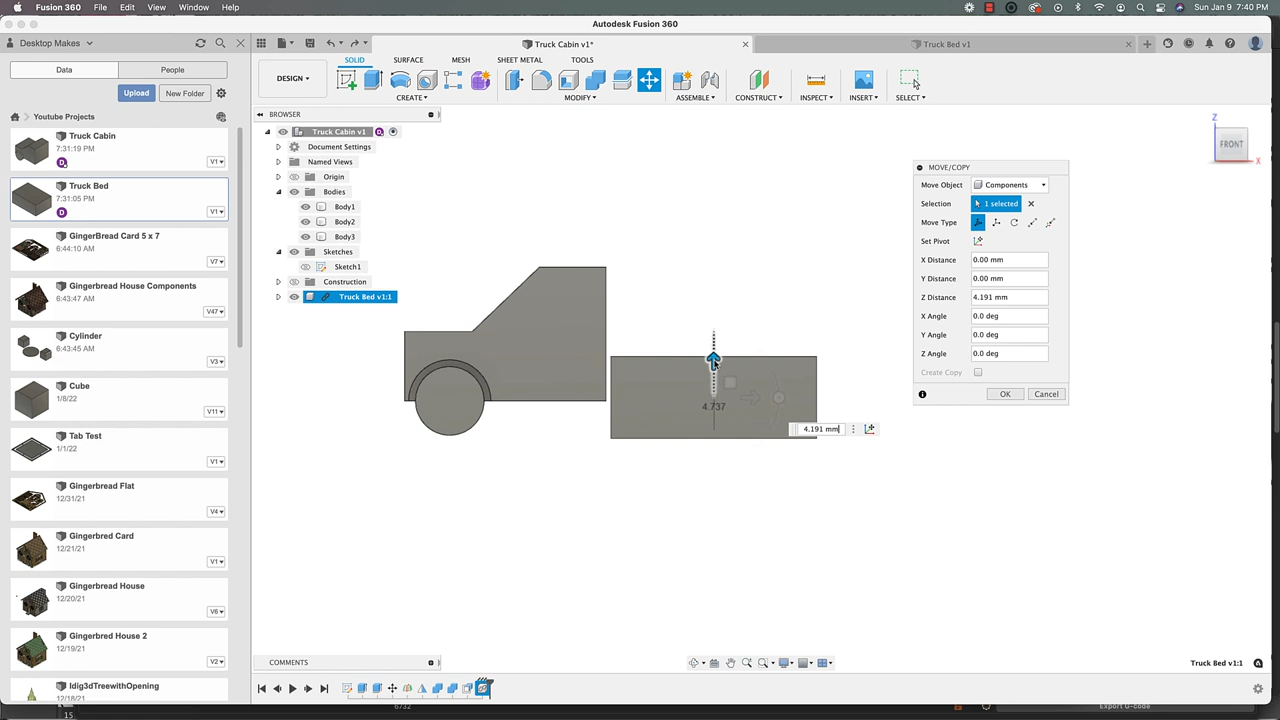 Fusion 360 File Edit View Window Help Sun Jan 9 7:40 PM
Autodesk Fusion 360
Desktop Makes Truck Cabin v1* Truck Bed v1
Data People
Upload New Folder
Youtube Projects
Truck Cabin
7:31:19 PM
D V1
Truck Bed
7:31:05 PM
D V1
GingerBread Card 5 x 7
6:44:10 AM
V7
Gingerbread House Components
6:43:47 AM
V47
Cylinder
6:43:45 AM
V3
Cube
1/8/22
V11
Tab Test
1/1/22
V1
Gingerbread Flat
12/31/21
V4
Gingerbred Card
12/21/21
V1
Gingerbread House
12/20/21
V6
Gingerbred House 2
12/19/21
V2
Idig3dTreewithOpening
12/18/21
15
SOLID SURFACE MESH SHEET METAL TOOLS
DESIGN
CREATE MODIFY ASSEMBLE CONSTRUCT INSPECT INSERT SELECT
BROWSER
Truck Cabin v1 D
Document Settings
Named Views
Origin
Bodies
Body1
Body2
Body3
Sketches
Sketch1
Construction
Truck Bed v1:1
4.737
4.191 mm
Z
FRONT
X
MOVE/COPY
Move Object Components
Selection 1 selected
Move Type
Set Pivot
X Distance 0.00 mm
Y Distance 0.00 mm
Z Distance 4.191 mm
X Angle 0.0 deg
Y Angle 0.0 deg
Z Angle 0.0 deg
Create Copy
OK Cancel
COMMENTS
Truck Bed v1:1
6/32 Export G-code